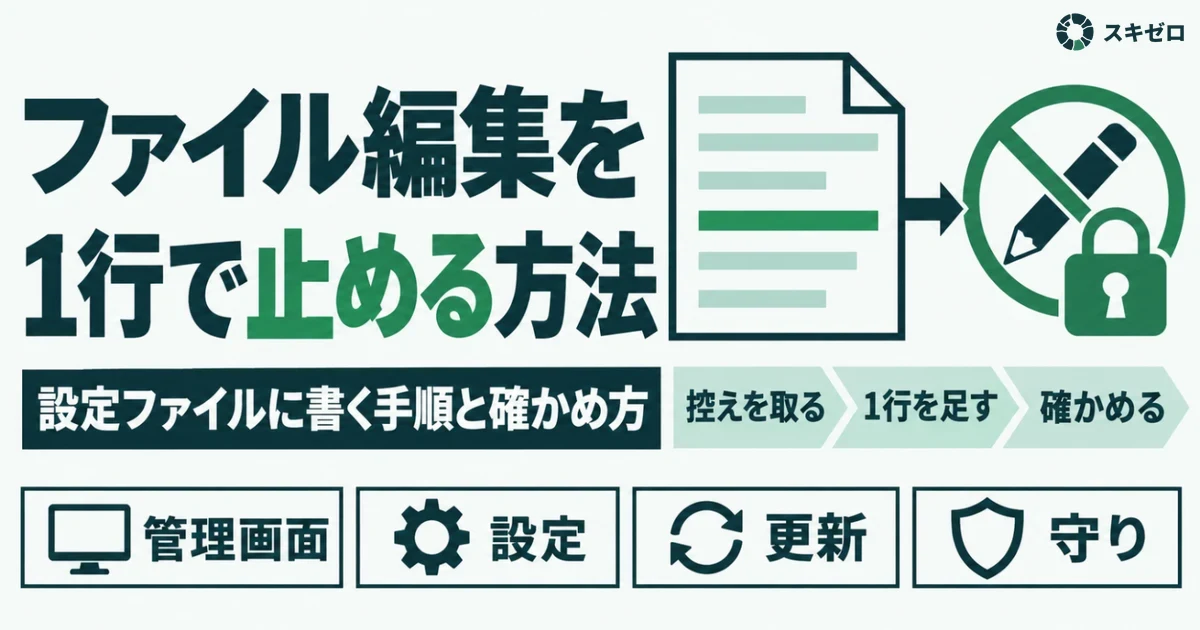 スキゼロ
ファイル編集を
1行で止める方法
設定ファイルに書く手順と確かめ方
控えを取る
1行を足す
確かめる
管理画面
設定
更新
守り